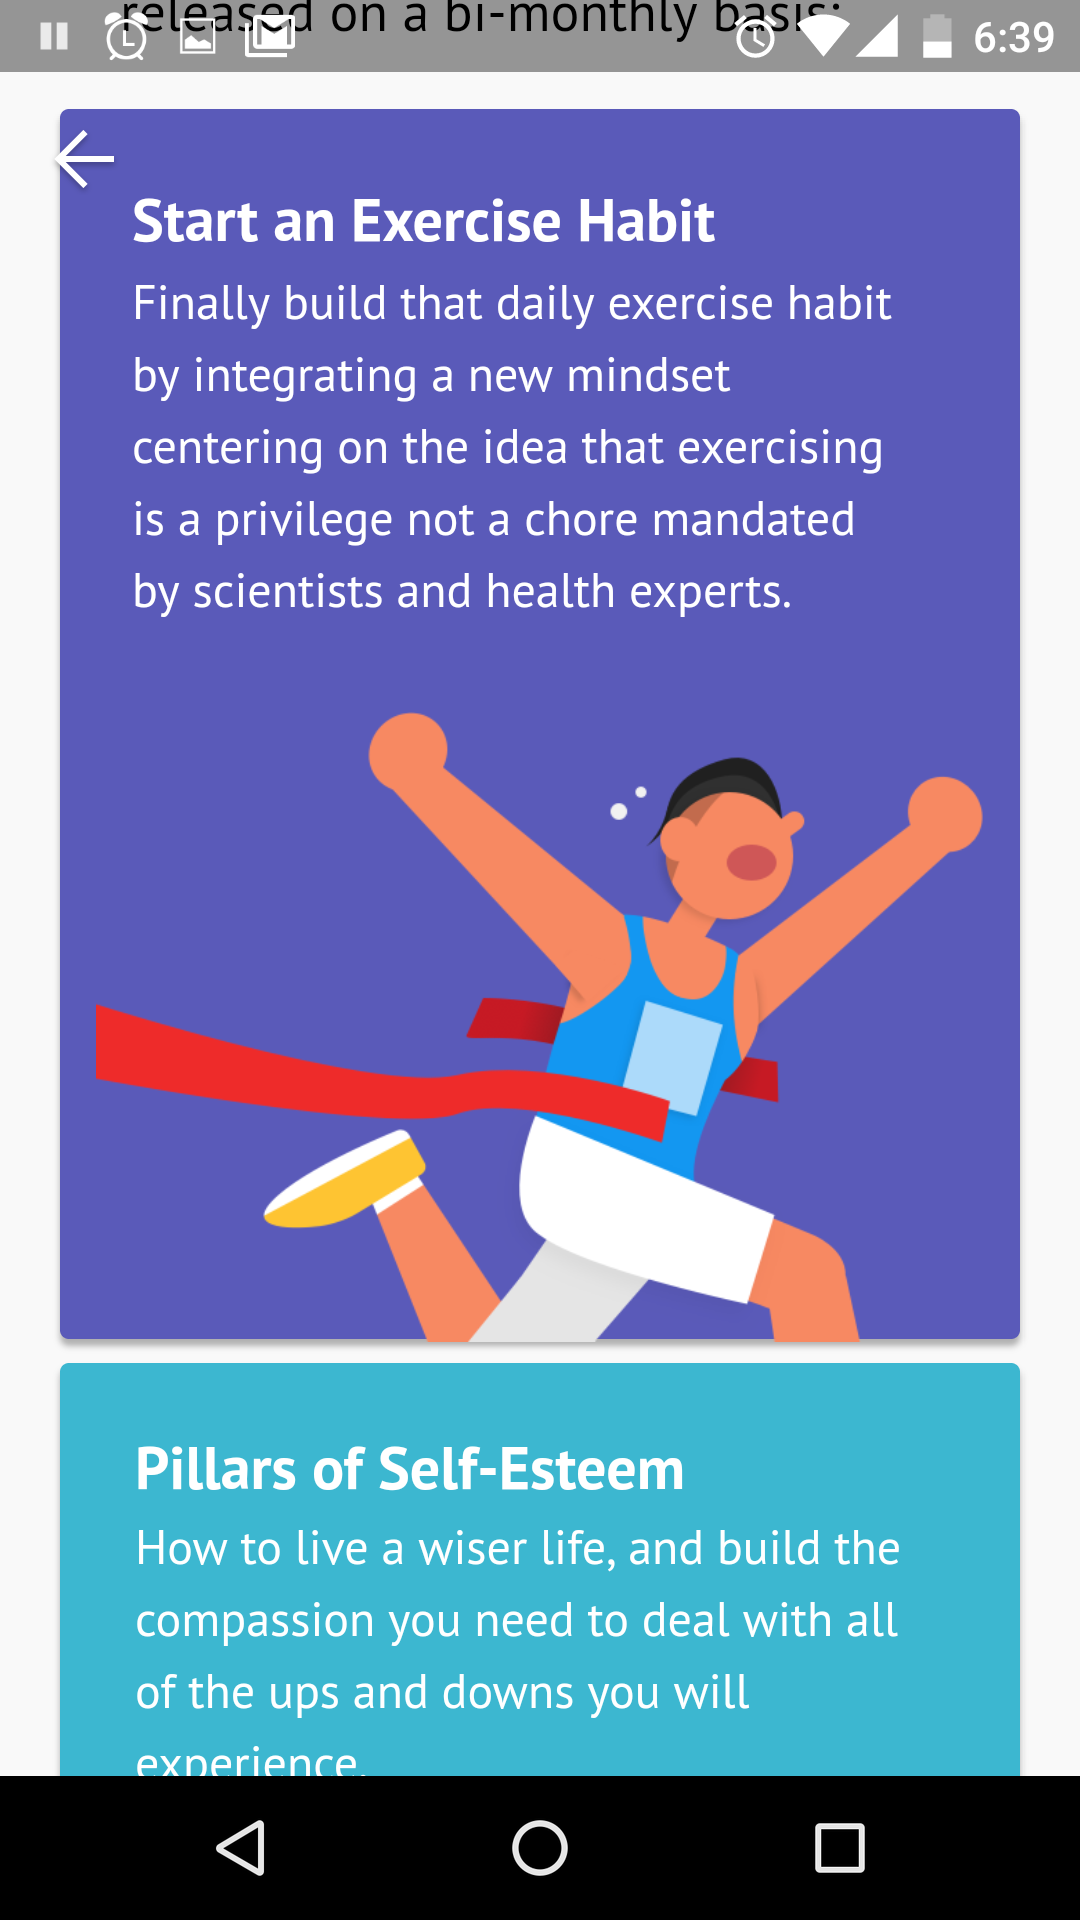 released on a bi-monthly basis:
6:39
Start an Exercise Habit
Finally build that daily exercise habit
by integrating a new mindset
centering on the idea that exercising
is a privilege not a chore mandated
by scientists and health experts.
Pillars of Self-Esteem
How to live a wiser life, and build the
compassion you need to deal with all
of the ups and downs you will
experience.